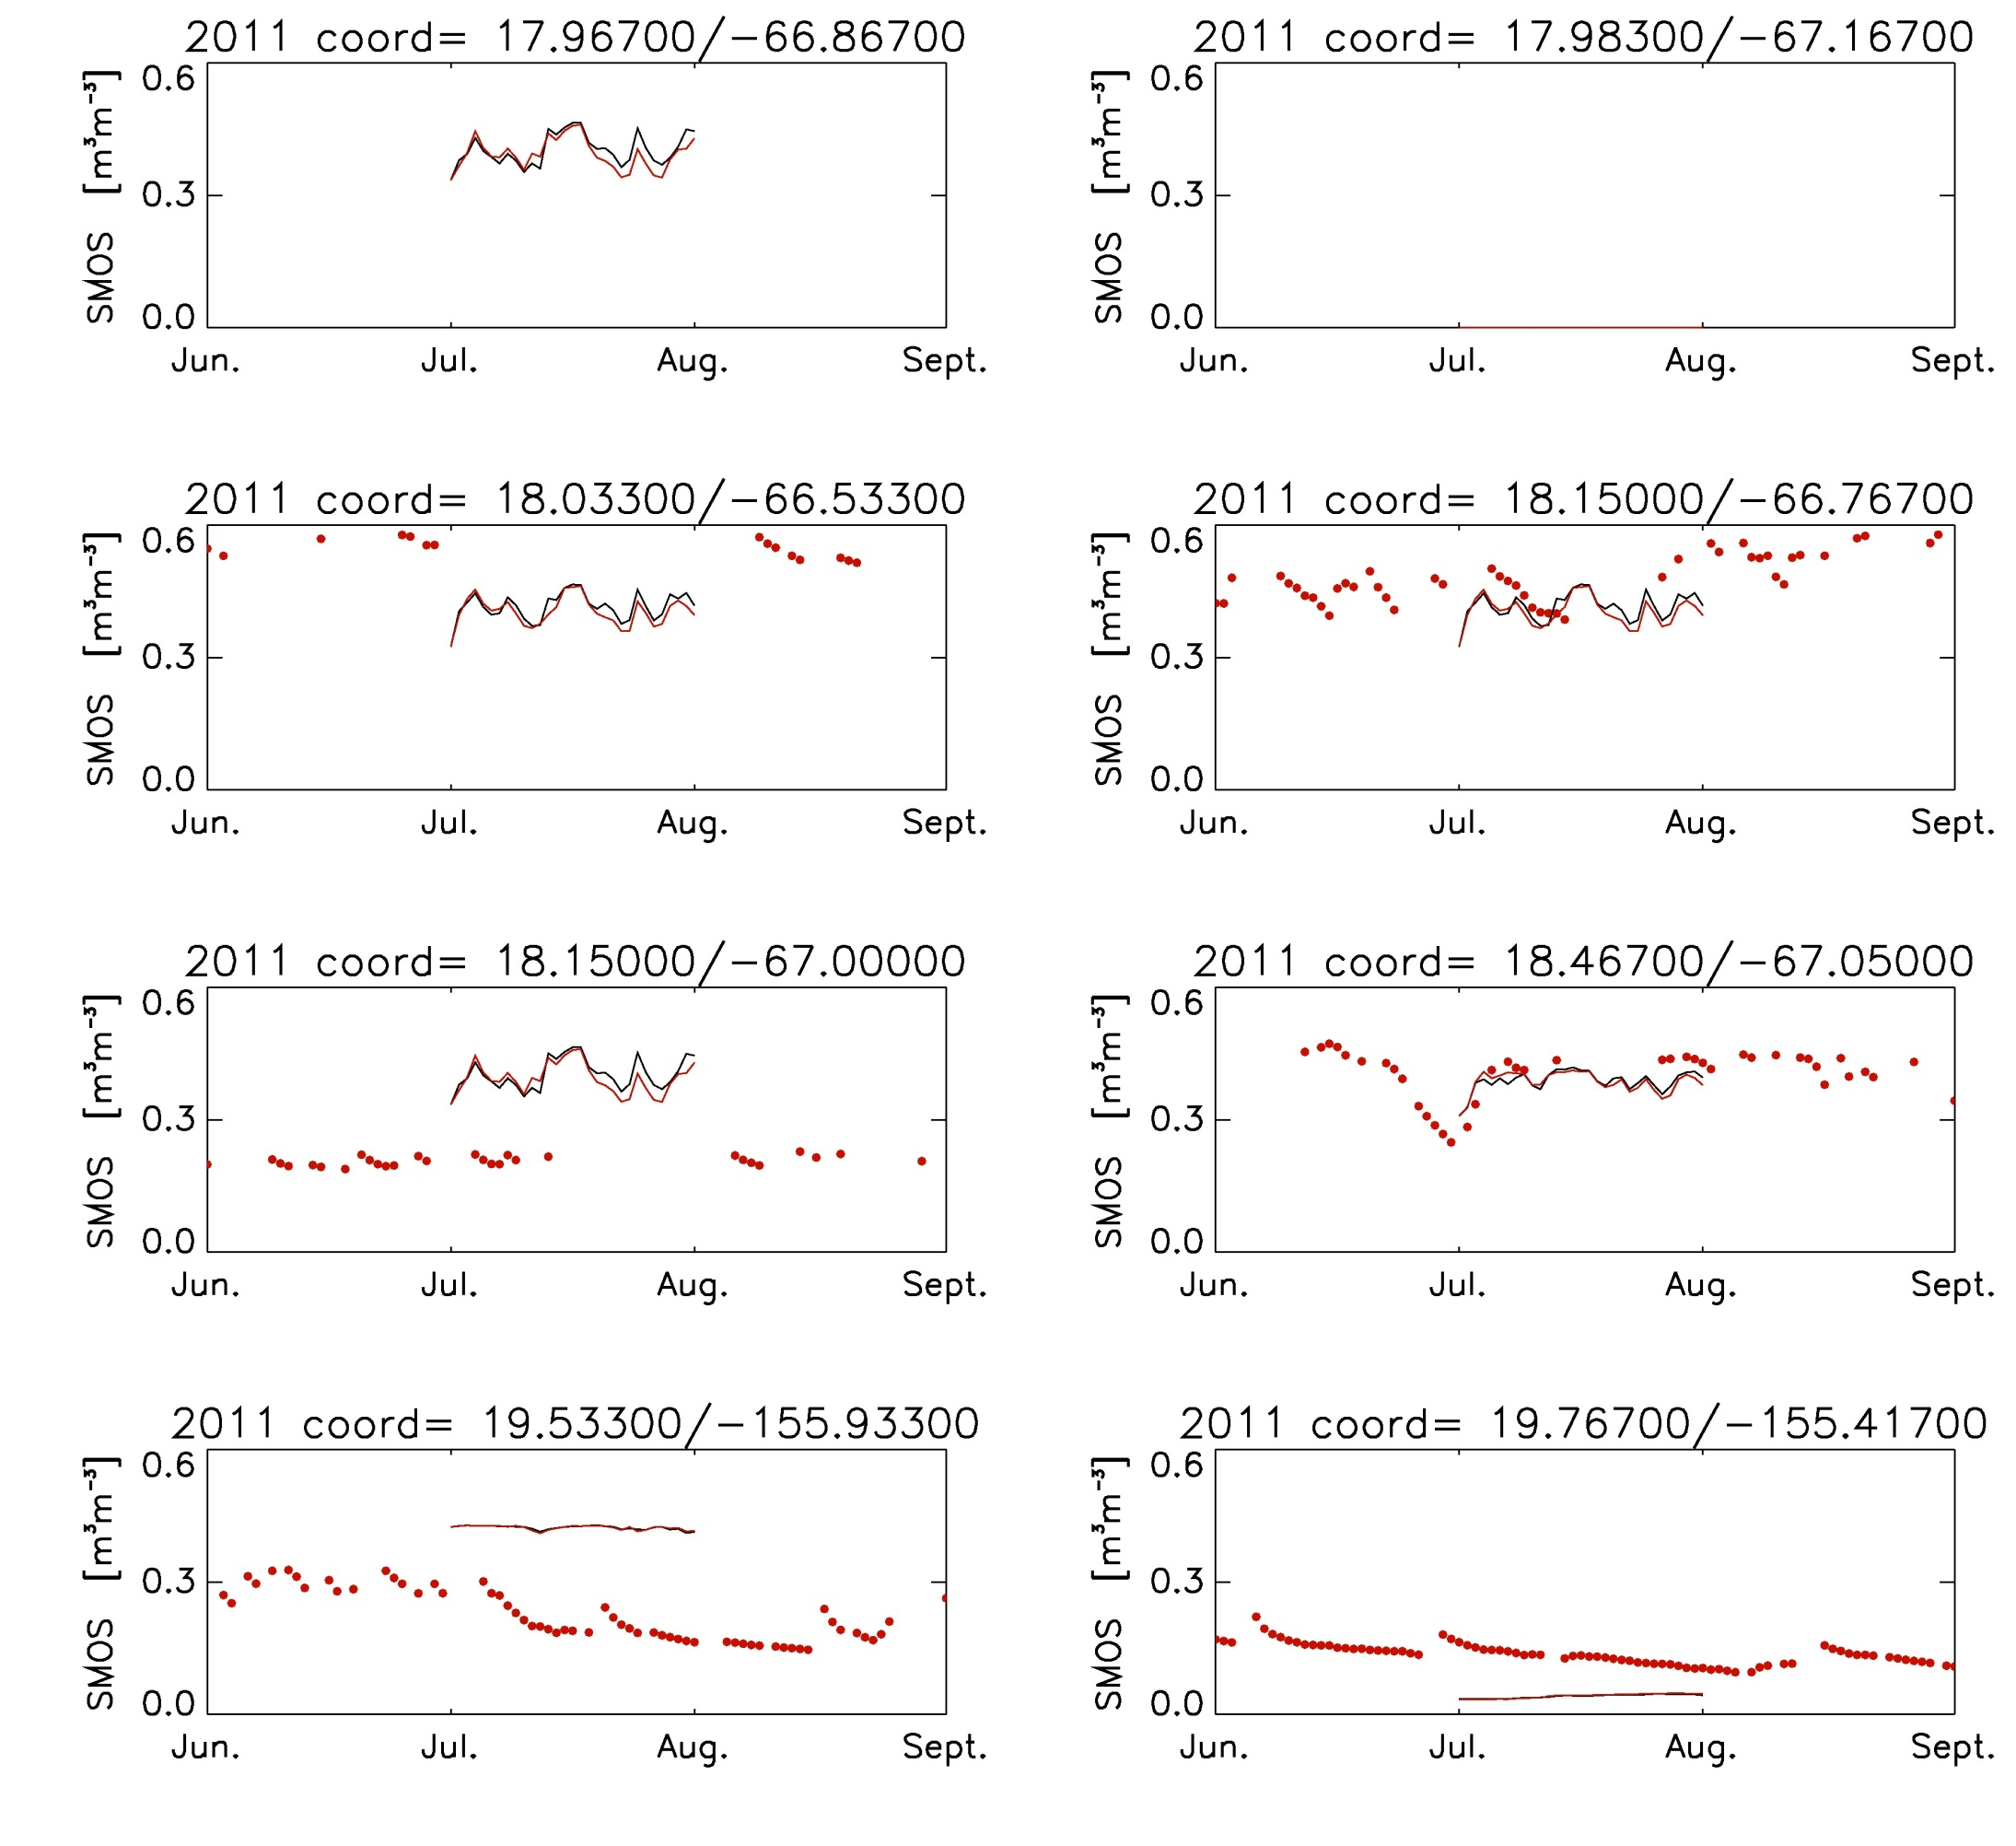 2011 coord= 17.96700/-66.86700
SMOS [m³m⁻³]
0.6
0.3
0.0
Jun. Jul. Aug. Sept.
2011 coord= 17.98300/-67.16700
SMOS [m³m⁻³]
0.6
0.3
0.0
Jun. Jul. Aug. Sept.
2011 coord= 18.03300/-66.53300
SMOS [m³m⁻³]
0.6
0.3
0.0
Jun. Jul. Aug. Sept.
2011 coord= 18.15000/-66.76700
SMOS [m³m⁻³]
0.6
0.3
0.0
Jun. Jul. Aug. Sept.
2011 coord= 18.15000/-67.00000
SMOS [m³m⁻³]
0.6
0.3
0.0
Jun. Jul. Aug. Sept.
2011 coord= 18.46700/-67.05000
SMOS [m³m⁻³]
0.6
0.3
0.0
Jun. Jul. Aug. Sept.
2011 coord= 19.53300/-155.93300
SMOS [m³m⁻³]
0.6
0.3
0.0
Jun. Jul. Aug. Sept.
2011 coord= 19.76700/-155.41700
SMOS [m³m⁻³]
0.6
0.3
0.0
Jun. Jul. Aug. Sept.